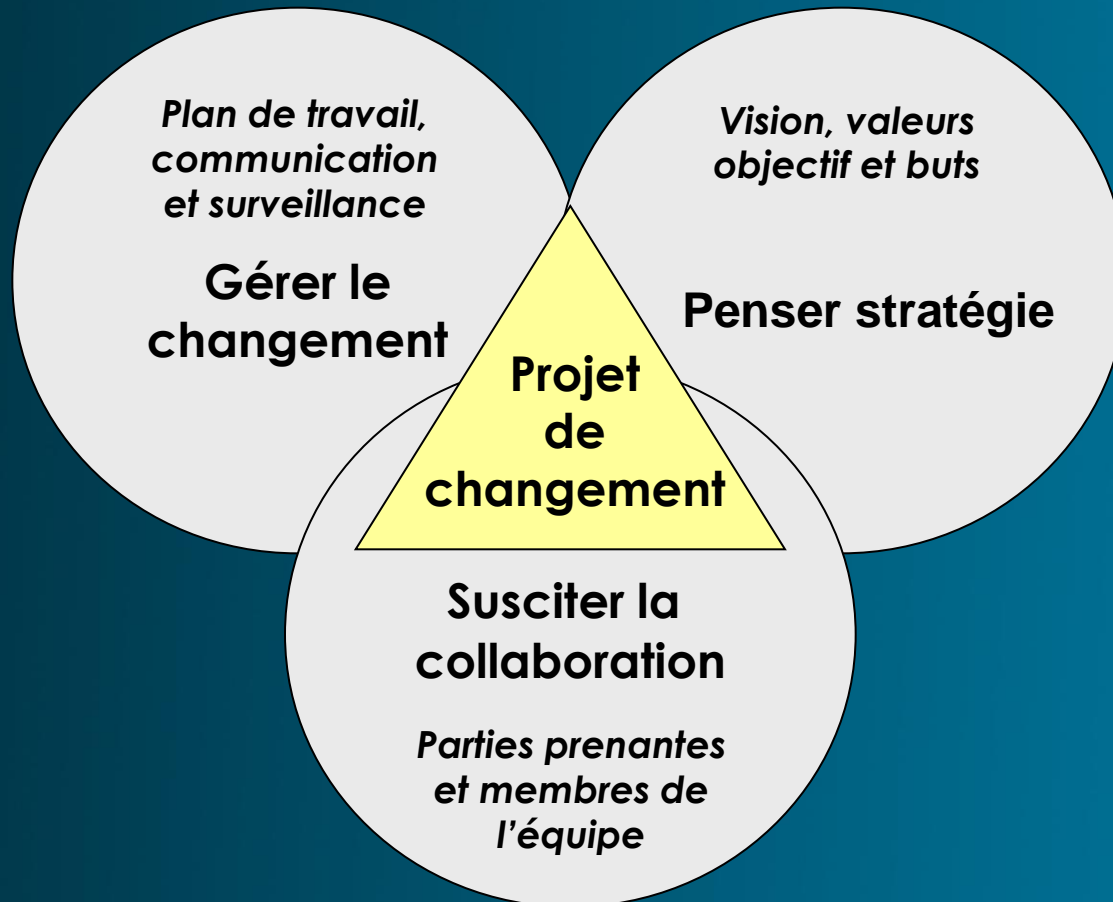 Plan de travail,
communication
et surveillance
Gérer le
changement
Vision, valeurs
objectif et buts
Penser stratégie
Projet
de
changement
Susciter la
collaboration
Parties prenantes
et membres de
l’équipe